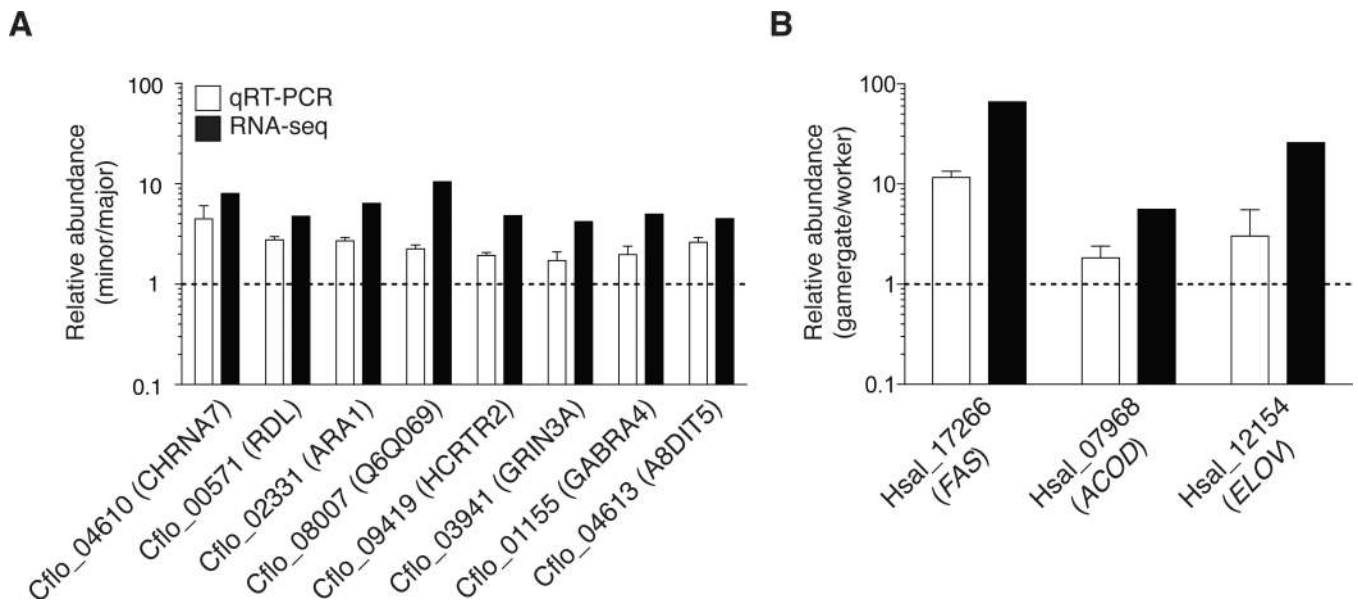 A
Relative abundance
(minor/major)
100
10
1
0.1
qRT-PCR
RNA-seq
Cflo_04610 (CHRNA7)
Cflo_00571 (RDL)
Cflo_02331 (ARA1)
Cflo_08007 (Q6Q069)
Cflo_09419 (HCRTR2)
Cflo_03941 (GRIN3A)
Cflo_01155 (GABRA4)
Cflo_04613 (A8DIT5)
B
Relative abundance
(gamergate/worker)
100
10
1
0.1
Hsal_17266
(FAS)
Hsal_07968
(ACOD)
Hsal_12154
(ELOV)